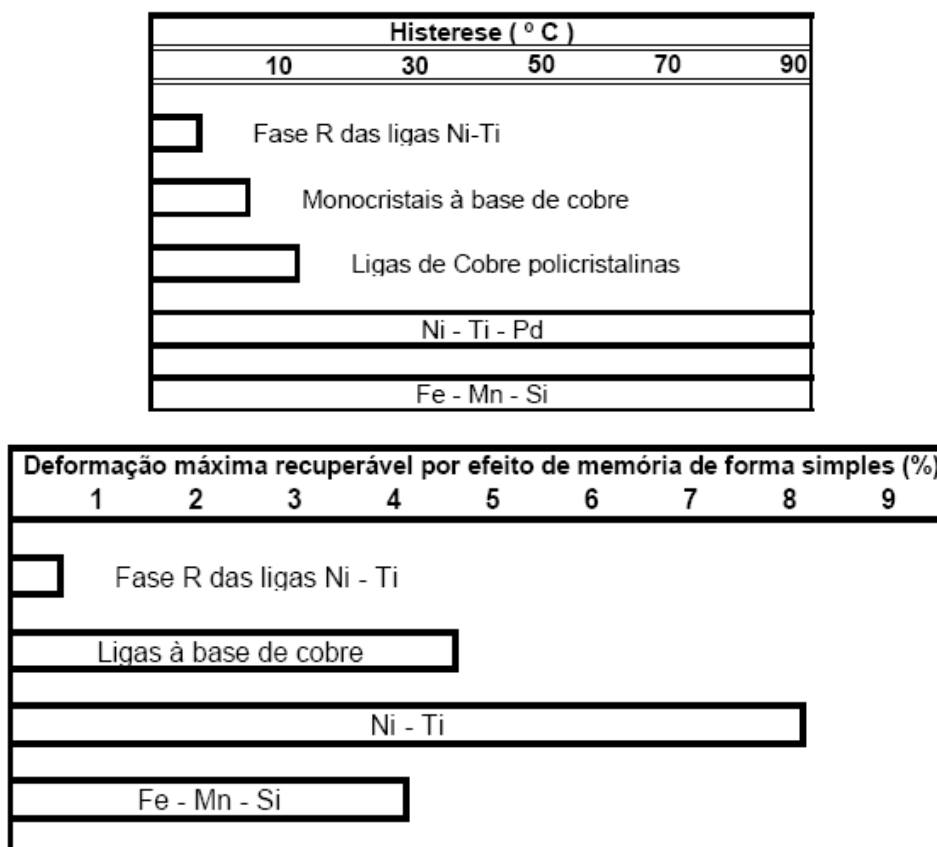 Histerese ( º C )
10 30 50 70 90
Fase R das ligas Ni-Ti
Monocristais à base de cobre
Ligas de Cobre policristalinas
Ni - Ti - Pd
Fe - Mn - Si
Deformação máxima recuperável por efeito de memória de forma simples (%)
1 2 3 4 5 6 7 8 9
Fase R das ligas Ni - Ti
Ligas à base de cobre
Ni - Ti
Fe - Mn - Si